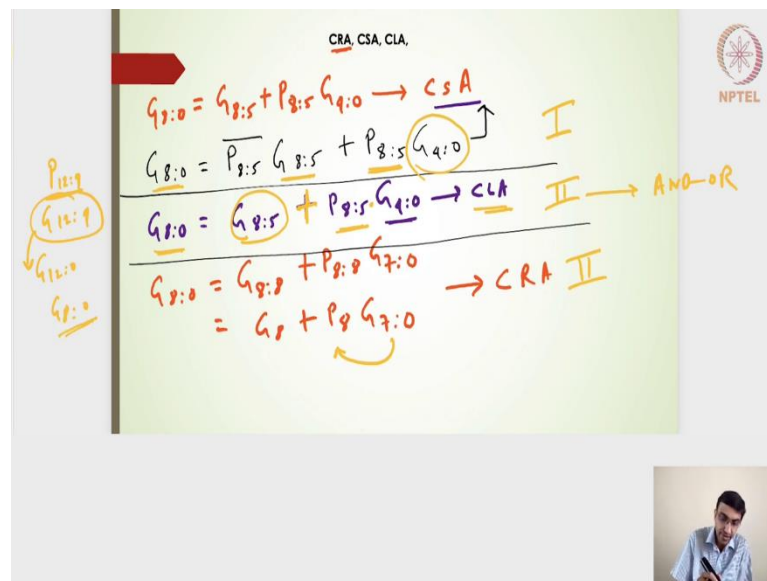 CRA, CSA, CLA,
NPTEL
G8:0 = G8:5 + P8:5 G4:0 → CSA
G8:0 = P̅8:5 G8:5 + P8:5 G4:0 I
P12:9
G12:9
G12:0
G8:0
G8:0 = G8:5 + P8:5 . G4:0 → CLA II → AND-OR
G8:0 = G8:8 + P8:8 G7:0
= G8 + P8 G7:0 → CRA II